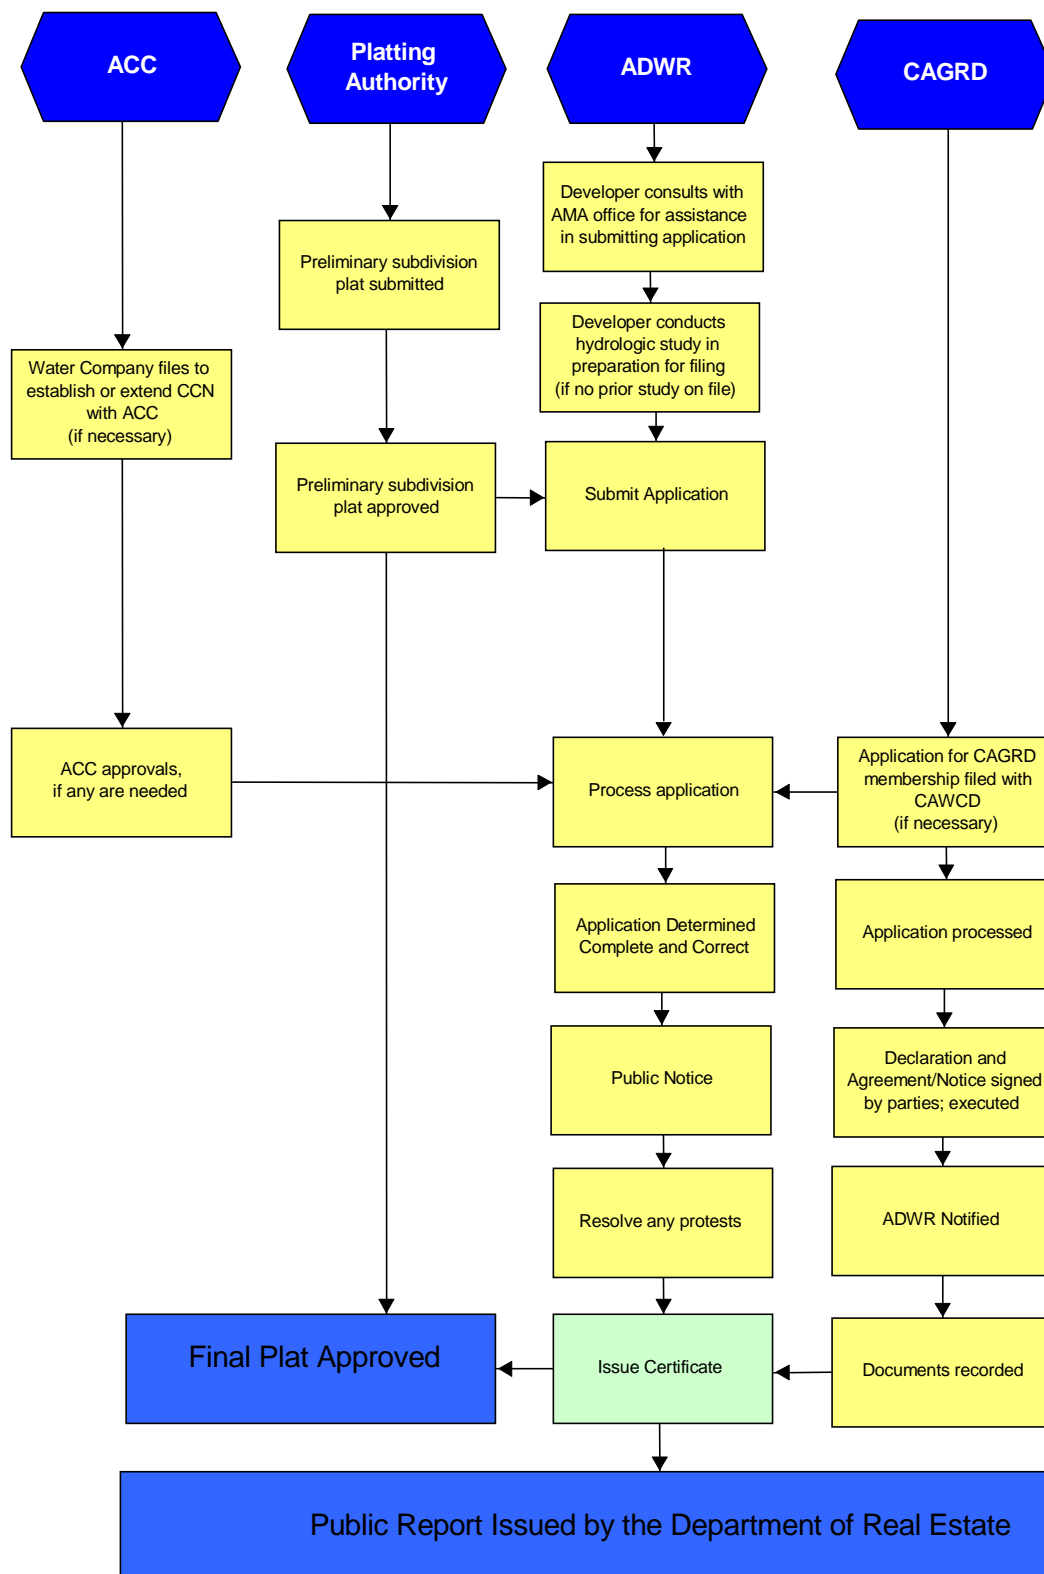 ACC
Platting
Authority
ADWR
CAGRD
Developer consults with
AMA office for assistance
in submitting application
Preliminary subdivision
plat submitted
Developer conducts
hydrologic study in
preparation for filing
(if no prior study on file)
Water Company files to
establish or extend CCN
with ACC
(if necessary)
Preliminary subdivision
plat approved
Submit Application
ACC approvals,
if any are needed
Process application
Application for CAGRD
membership filed with
CAWCD
(if necessary)
Application Determined
Complete and Correct
Application processed
Public Notice
Declaration and
Agreement/Notice signed
by parties; executed
Resolve any protests
ADWR Notified
Final Plat Approved
Issue Certificate
Documents recorded
Public Report Issued by the Department of Real Estate